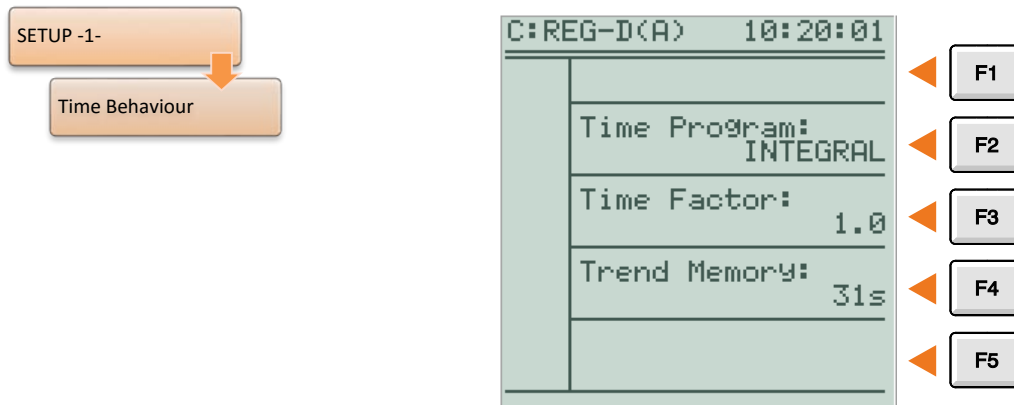 SETUP -1-
Time Behaviour
C:REG-D(A) 10:20:01
F1
Time Program:
INTEGRAL
F2
Time Factor:
1.0
F3
Trend Memory:
31s
F4
F5